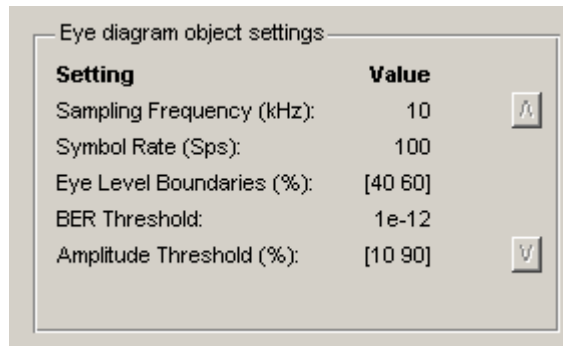 Eye diagram object settings
Setting Value
Sampling Frequency (kHz): 10
Symbol Rate (Sps): 100
Eye Level Boundaries (%): [40 60]
BER Threshold: 1e-12
Amplitude Threshold (%): [10 90]